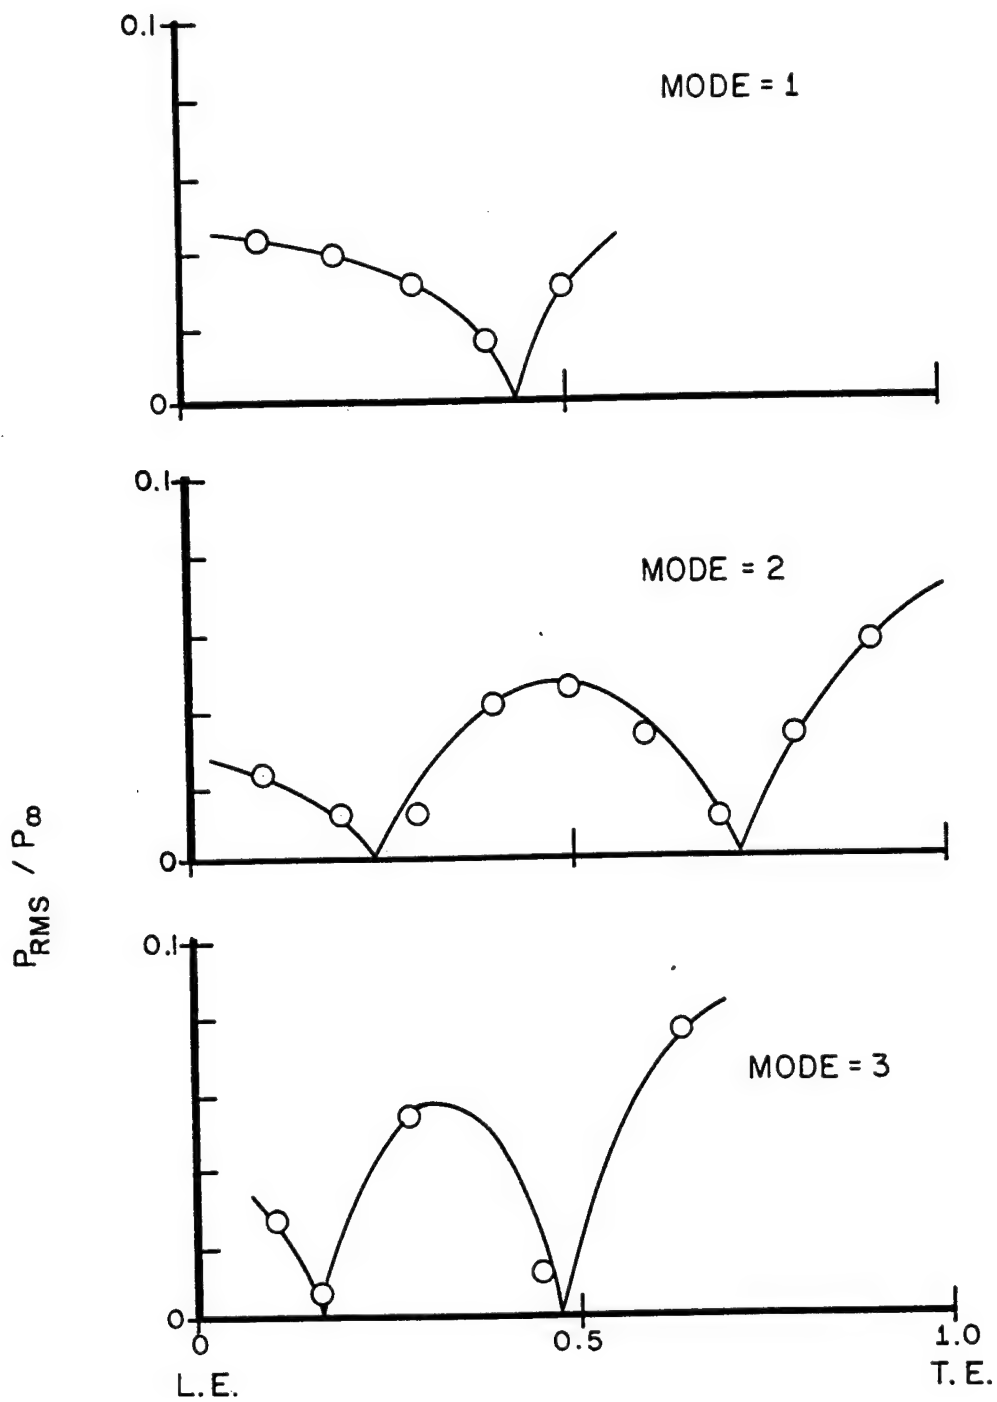 0.1
MODE = 1
0
0.1
MODE = 2
0
P_RMS / P_∞
0.1
MODE = 3
0
0
0.5
1.0
L.E.
T.E.